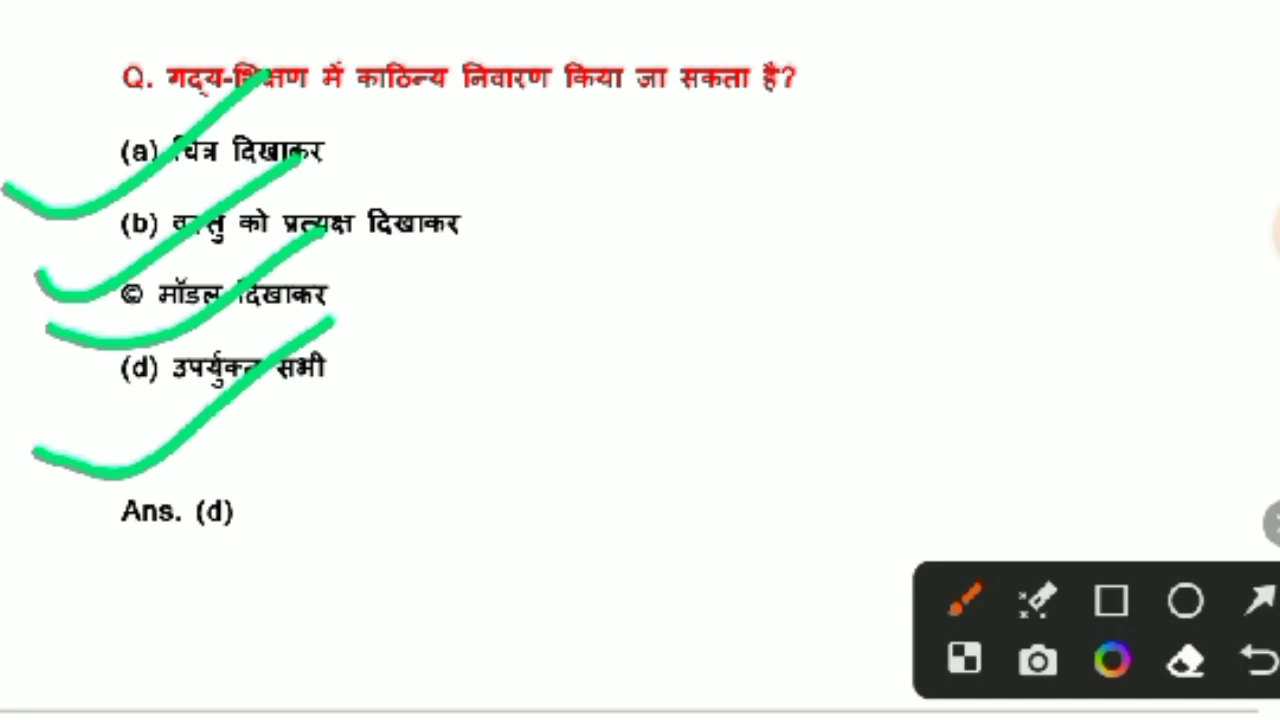 Q. गद्य-शिक्षण में काठिन्य निवारण किया जा सकता है?
(a) चित्र दिखाकर
(b) वस्तु को प्रत्यक्ष दिखाकर
© मॉडल दिखाकर
(d) उपर्युक्त सभी
Ans. (d)